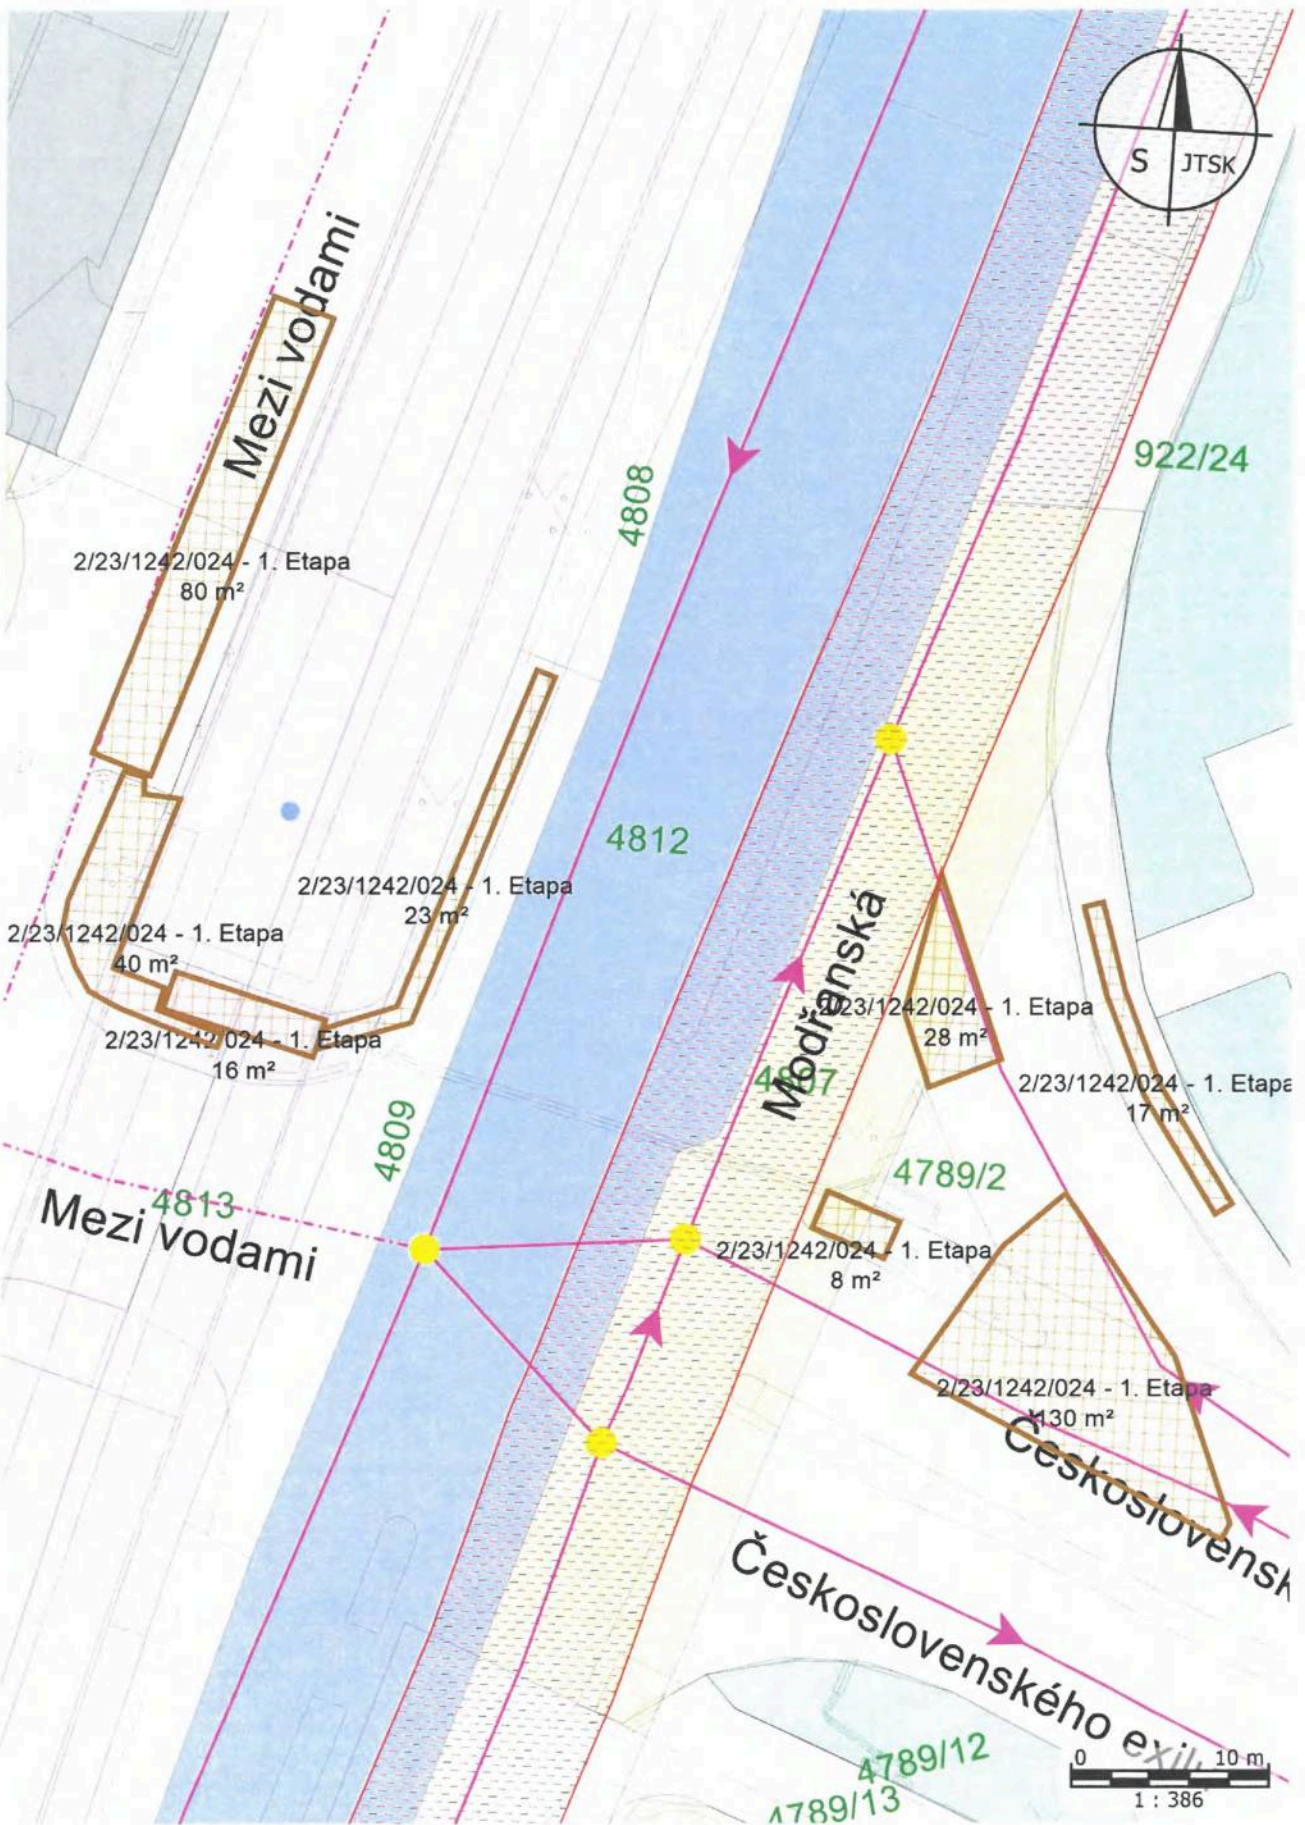 S JTSK
Mezi vodami
922/24
4808
2/23/1242/024 - 1. Etapa
80 m²
4812
2/23/1242/024 - 1. Etapa
23 m²
2/23/1242/024 - 1. Etapa
40 m²
Modřanská
2/23/1242/024 - 1. Etapa
28 m²
2/23/1242/024 - 1. Etapa
16 m²
2/23/1242/024 - 1. Etapa
17 m²
4809
4789/2
4813
Mezi vodami
2/23/1242/024 - 1. Etapa
8 m²
2/23/1242/024 - 1. Etapa
130 m²
Československ
Československého exilu
4789/12
4789/13
0 10 m
1 : 386